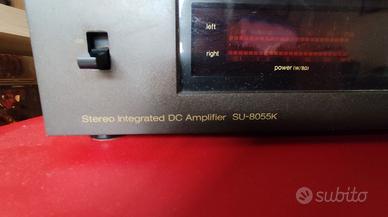 left
right
power (W/8Ω)
Stereo Integrated DC Amplifier SU-8055K
subito